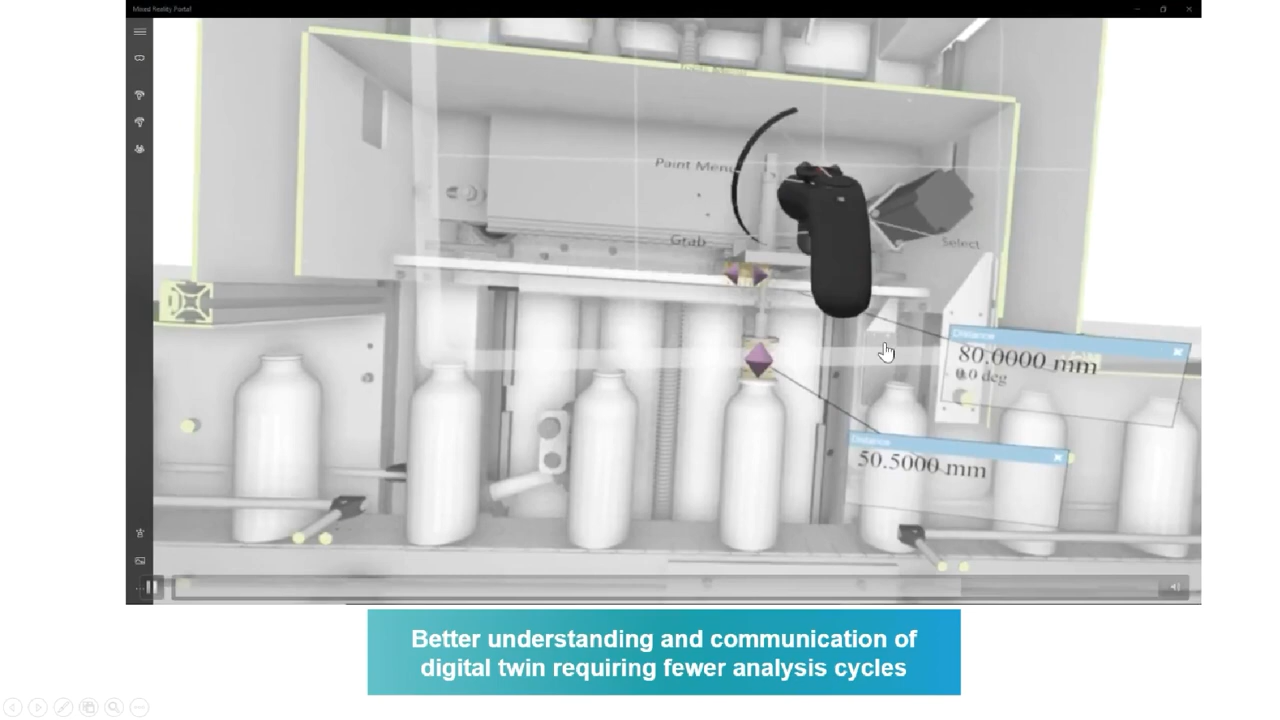 Mixed Reality Portal
Paint Menu
Grab
Select
Distance
80.0000 mm
0.0 deg
Distance
50.5000 mm
Better understanding and communication of
digital twin requiring fewer analysis cycles